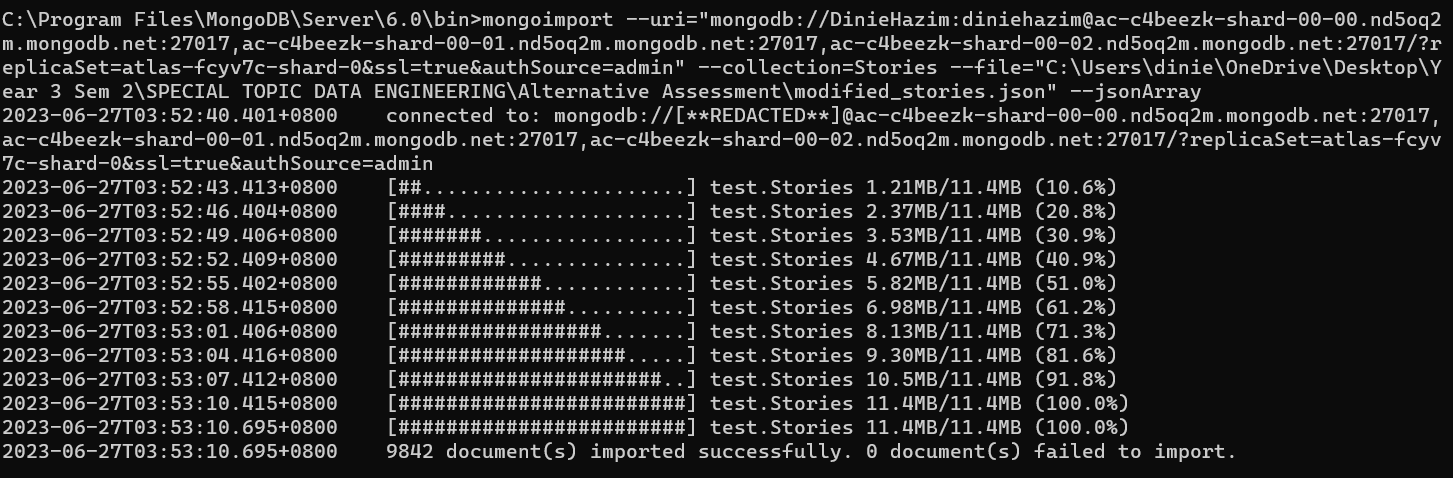 C:\Program Files\MongoDB\Server\6.0\bin>mongoimport --uri="mongodb://DinieHazim:diniehazim@ac-c4beezk-shard-00-00.nd5oq2
m.mongodb.net:27017,ac-c4beezk-shard-00-01.nd5oq2m.mongodb.net:27017,ac-c4beezk-shard-00-02.nd5oq2m.mongodb.net:27017/?r
eplicaSet=atlas-fcyv7c-shard-0&ssl=true&authSource=admin" --collection=Stories --file="C:\Users\dinie\OneDrive\Desktop\Y
ear 3 Sem 2\SPECIAL TOPIC DATA ENGINEERING\Alternative Assessment\modified_stories.json" --jsonArray
2023-06-27T03:52:40.401+0800    connected to: mongodb://[**REDACTED**]@ac-c4beezk-shard-00-00.nd5oq2m.mongodb.net:27017,
ac-c4beezk-shard-00-01.nd5oq2m.mongodb.net:27017,ac-c4beezk-shard-00-02.nd5oq2m.mongodb.net:27017/?replicaSet=atlas-fcyv
7c-shard-0&ssl=true&authSource=admin
2023-06-27T03:52:43.413+0800    [##......................] test.Stories 1.21MB/11.4MB (10.6%)
2023-06-27T03:52:46.404+0800    [####....................] test.Stories 2.37MB/11.4MB (20.8%)
2023-06-27T03:52:49.406+0800    [#######.................] test.Stories 3.53MB/11.4MB (30.9%)
2023-06-27T03:52:52.409+0800    [#########...............] test.Stories 4.67MB/11.4MB (40.9%)
2023-06-27T03:52:55.402+0800    [############............] test.Stories 5.82MB/11.4MB (51.0%)
2023-06-27T03:52:58.415+0800    [##############..........] test.Stories 6.98MB/11.4MB (61.2%)
2023-06-27T03:53:01.406+0800    [#################.......] test.Stories 8.13MB/11.4MB (71.3%)
2023-06-27T03:53:04.416+0800    [###################.....] test.Stories 9.30MB/11.4MB (81.6%)
2023-06-27T03:53:07.412+0800    [######################..] test.Stories 10.5MB/11.4MB (91.8%)
2023-06-27T03:53:10.415+0800    [########################] test.Stories 11.4MB/11.4MB (100.0%)
2023-06-27T03:53:10.695+0800    [########################] test.Stories 11.4MB/11.4MB (100.0%)
2023-06-27T03:53:10.695+0800    9842 document(s) imported successfully. 0 document(s) failed to import.